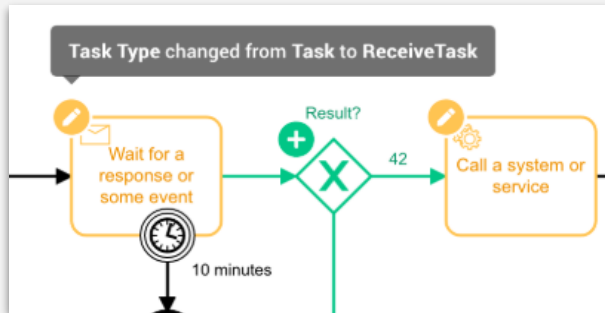 Task Type changed from Task to ReceiveTask
Result?
Wait for a
response or
some event
42
Call a system or
service
10 minutes